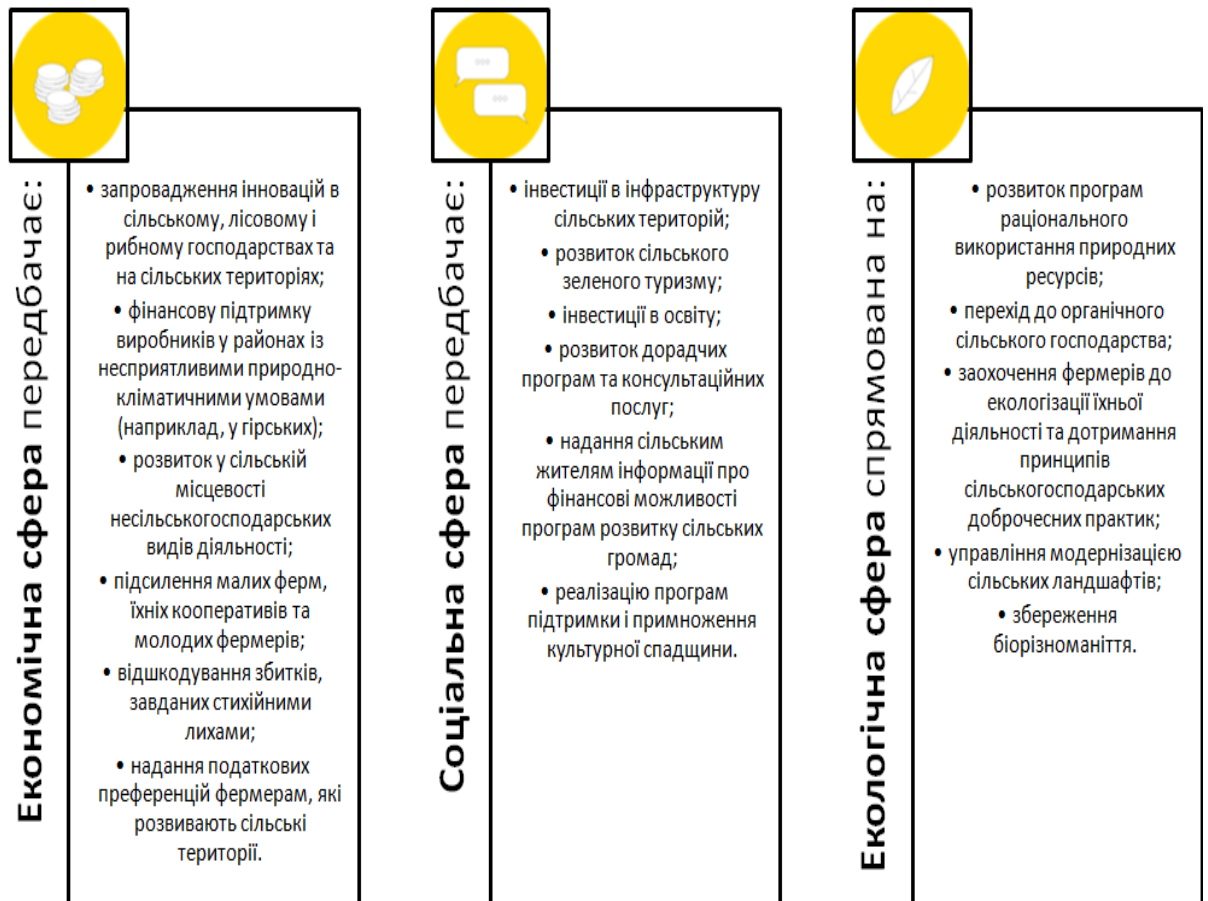 Економічна сфера передбачає:
• запровадження інновацій в
сільському, лісовому і
рибному господарствах та
на сільських територіях;
• фінансову підтримку
виробників у районах із
несприятливими природно-
кліматичними умовами
(наприклад, у гірських);
• розвиток у сільській
місцевості
несільськогосподарських
видів діяльності;
• підсилення малих ферм,
їхніх кооперативів та
молодих фермерів;
• відшкодування збитків,
завданих стихійними
лихами;
• надання податкових
преференцій фермерам, які
розвивають сільські
території.
Соціальна сфера передбачає:
• інвестиції в інфраструктуру
сільських територій;
• розвиток сільського
зеленого туризму;
• інвестиції в освіту;
• розвиток дорадчих
програм та консультаційних
послуг;
• надання сільським
жителям інформації про
фінансові можливості
програм розвитку сільських
громад;
• реалізацію програм
підтримки і примноження
культурної спадщини.
Екологічна сфера спрямована на:
• розвиток програм
раціонального
використання природних
ресурсів;
• перехід до органічного
сільського господарства;
• заохочення фермерів до
екологізації їхньої
діяльності та дотримання
принципів
сільськогосподарських
доброчесних практик;
• управління модернізацією
сільських ландшафтів;
• збереження
біорізноманіття.